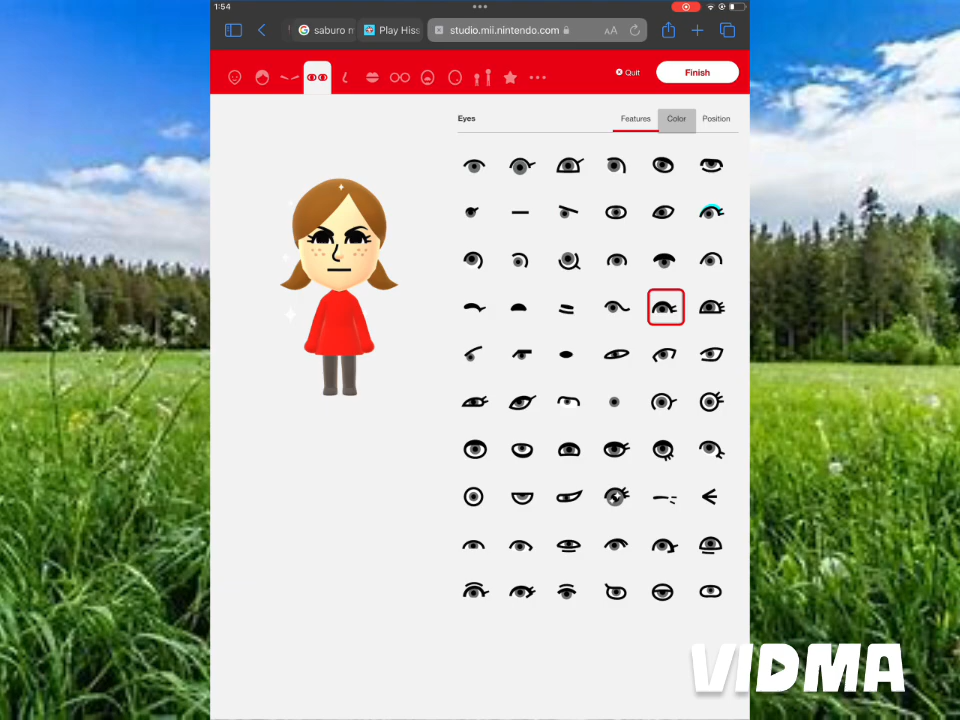 1:54
saburo
Play Hiss
studio.mii.nintendo.com
AA
Quit
Finish
Eyes
Features
Color
Position
VIDMA